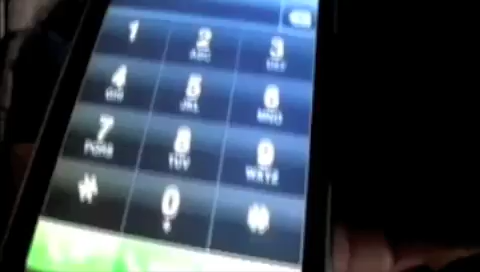 1 2 3
ABC DEF
4 5 6
GHI JKL MNO
7 8 9
PQRS TUV WXYZ
* 0 #
+